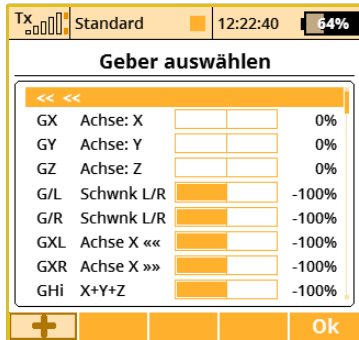 Tx Standard 12:22:40 64%
Geber auswählen
<< <<
GX Achse: X 0%
GY Achse: Y 0%
GZ Achse: Z 0%
G/L Schwnk L/R -100%
G/R Schwnk L/R -100%
GXL Achse X «« -100%
GXR Achse X »» -100%
GHi X+Y+Z -100%
+ Ok